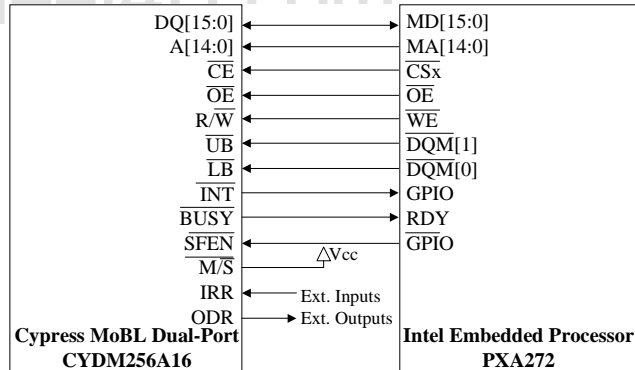 DQ[15:0] MD[15:0]
A[14:0] MA[14:0]
CE CSx
OE OE
R/W WE
UB DQM[1]
LB DQM[0]
INT GPIO
BUSY RDY
SFEN GPIO
Vcc
M/S
IRR Ext. Inputs
ODR Ext. Outputs
Cypress MoBL Dual-Port Intel Embedded Processor
CYDM256A16 PXA272